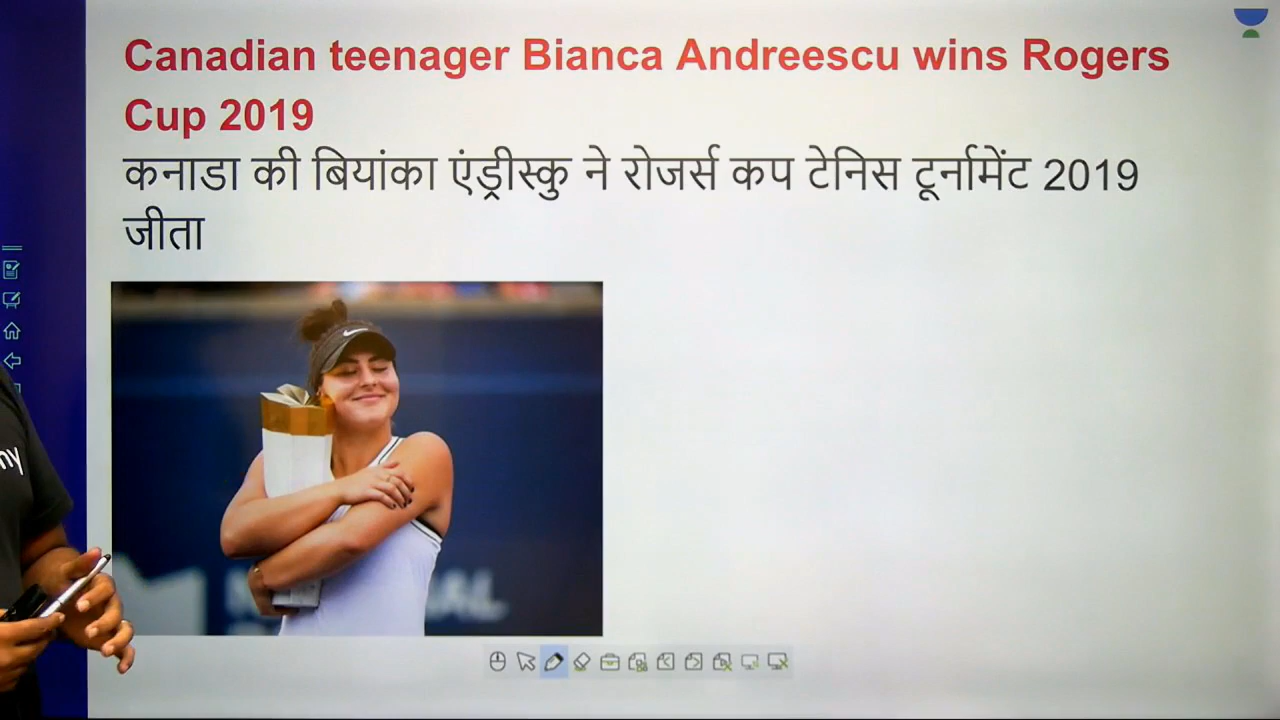 Canadian teenager Bianca Andreescu wins Rogers
Cup 2019
कनाडा की बियांका एंड्रीस्कु ने रोजर्स कप टेनिस टूर्नामेंट 2019
जीता